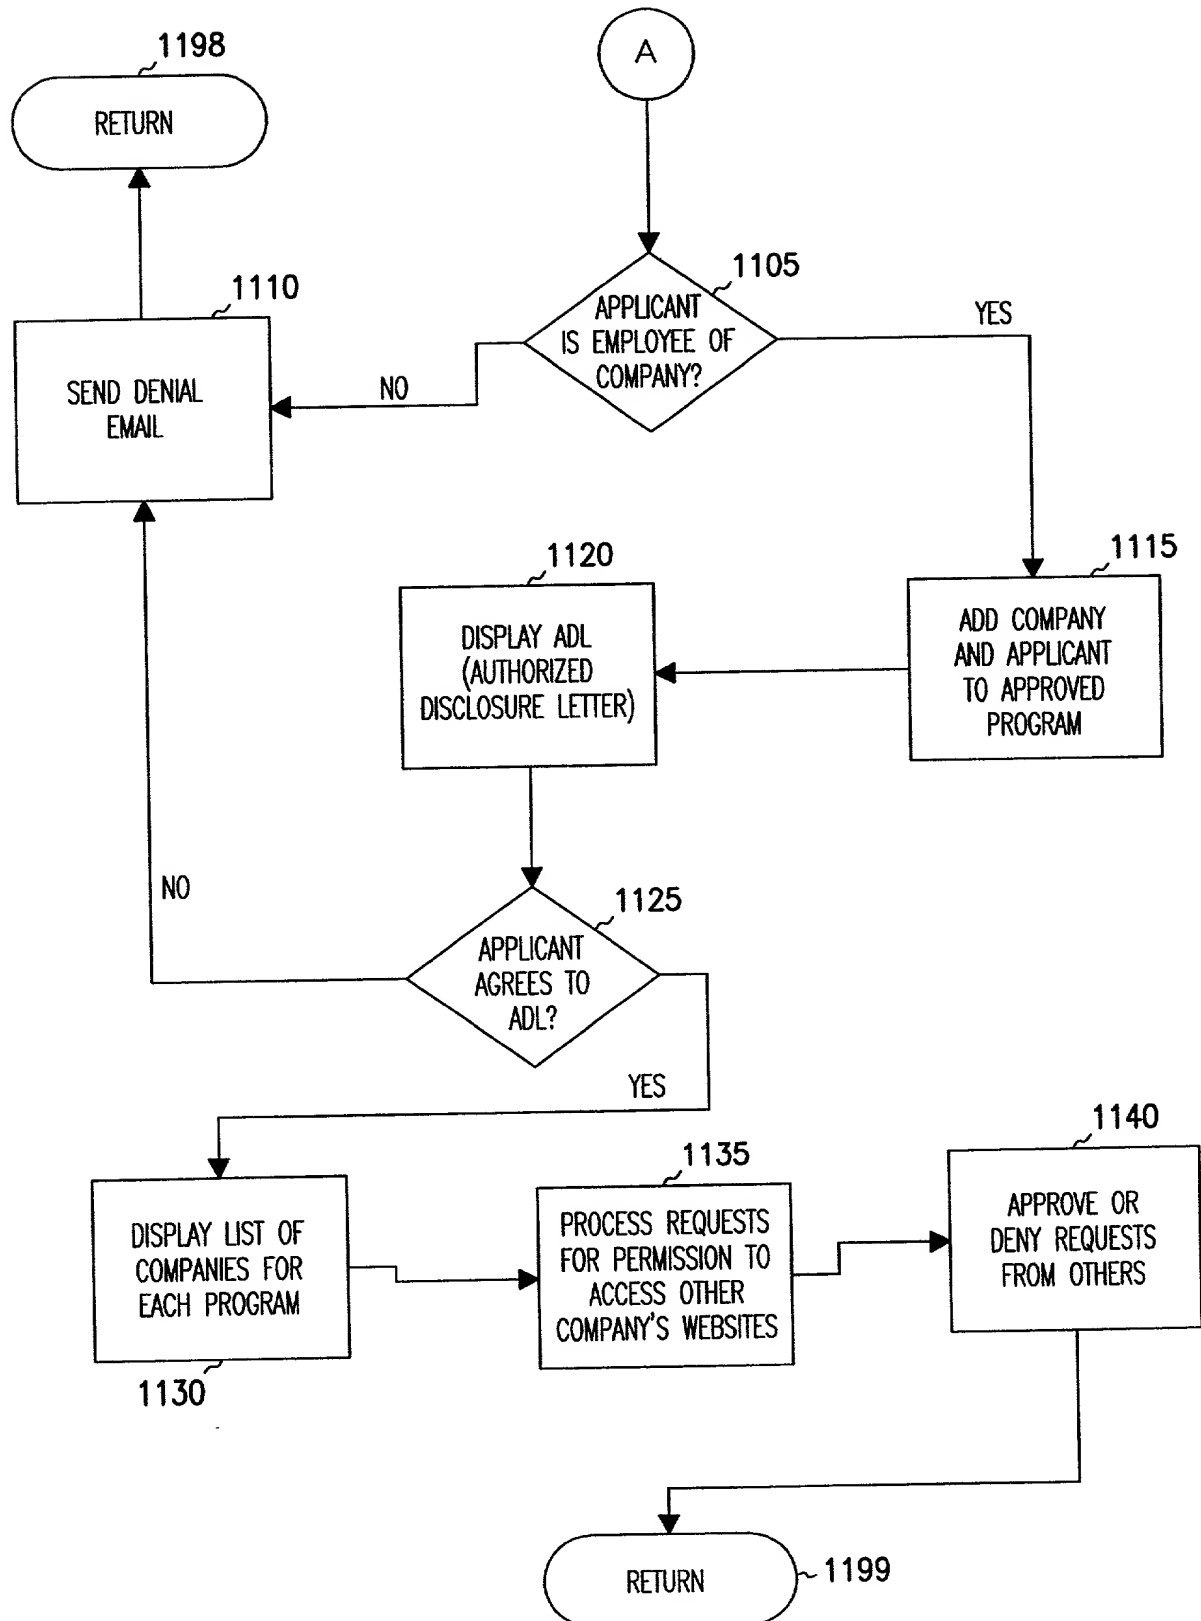 A
1198
RETURN
1105
APPLICANT
IS EMPLOYEE OF
COMPANY?
YES
NO
1110
SEND DENIAL
EMAIL
1115
ADD COMPANY
AND APPLICANT
TO APPROVED
PROGRAM
1120
DISPLAY ADL
(AUTHORIZED
DISCLOSURE LETTER)
1125
APPLICANT
AGREES TO
ADL?
NO
YES
DISPLAY LIST OF
COMPANIES FOR
EACH PROGRAM
1130
1135
PROCESS REQUESTS
FOR PERMISSION TO
ACCESS OTHER
COMPANY'S WEBSITES
1140
APPROVE OR
DENY REQUESTS
FROM OTHERS
RETURN
1199